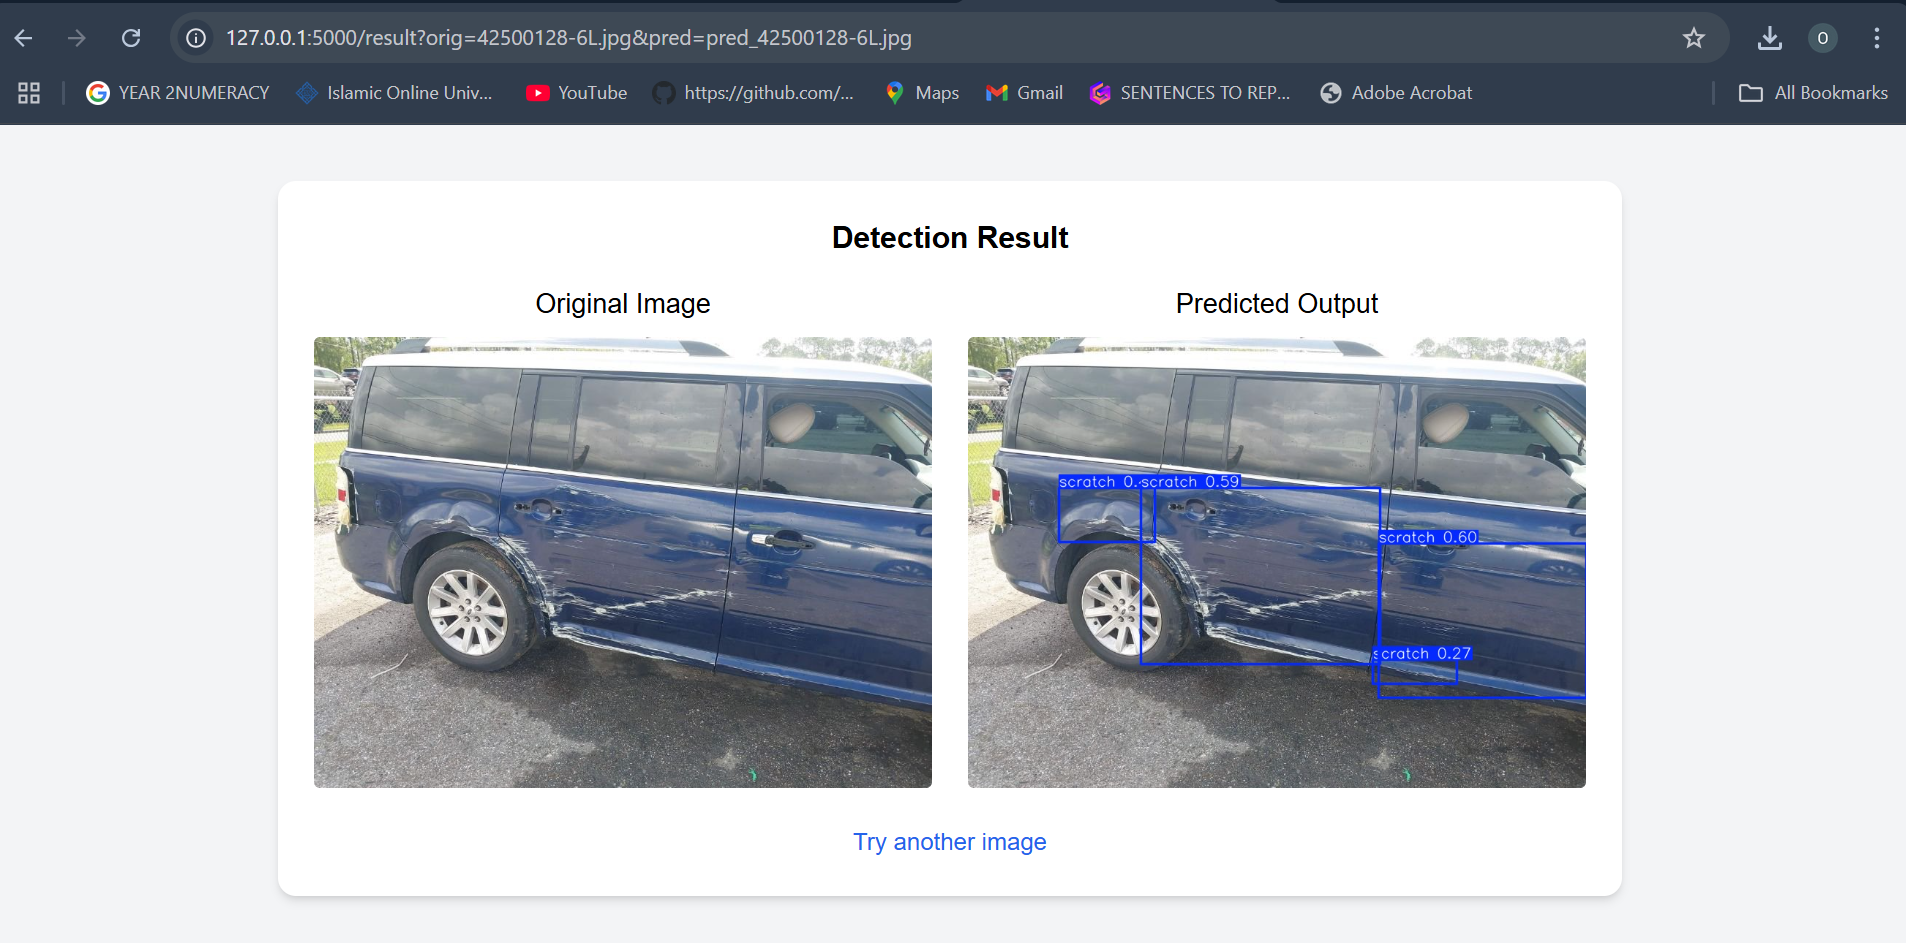 127.0.0.1:5000/result?orig=42500128-6L.jpg&pred=pred_42500128-6L.jpg
O
YEAR 2NUMERACY
Islamic Online Univ...
YouTube
https://github.com/...
Maps
Gmail
SENTENCES TO REP...
Adobe Acrobat
All Bookmarks
Detection Result
Original Image
Predicted Output
scratch 0.
scratch 0.59
scratch 0.60
scratch 0.27
Try another image